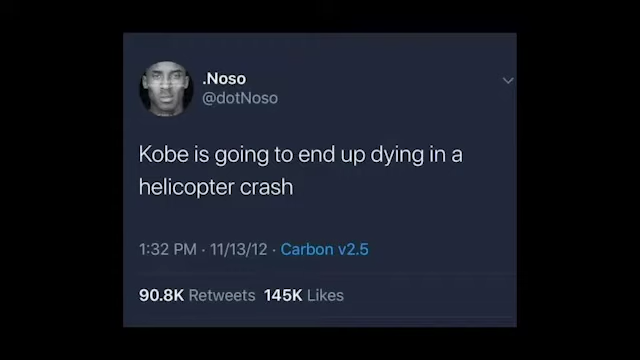 .Noso
@dotNoso
Kobe is going to end up dying in a
helicopter crash
1:32 PM · 11/13/12 · Carbon v2.5
90.8K Retweets 145K Likes